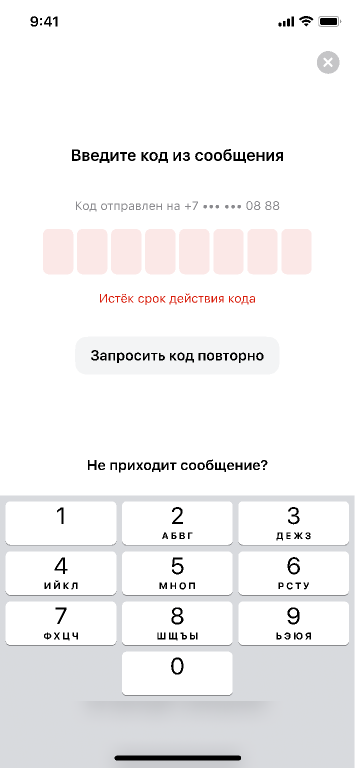 9:41
Введите код из сообщения
Код отправлен на +7 ••• ••• 08 88
Истёк срок действия кода
Запросить код повторно
Не приходит сообщение?
1 2 3
АБВГ ДЕЖЗ
4 5 6
ИЙКЛ МНОП РСТУ
7 8 9
ФХЦЧ ШЩЪЫ ЬЭЮЯ
0